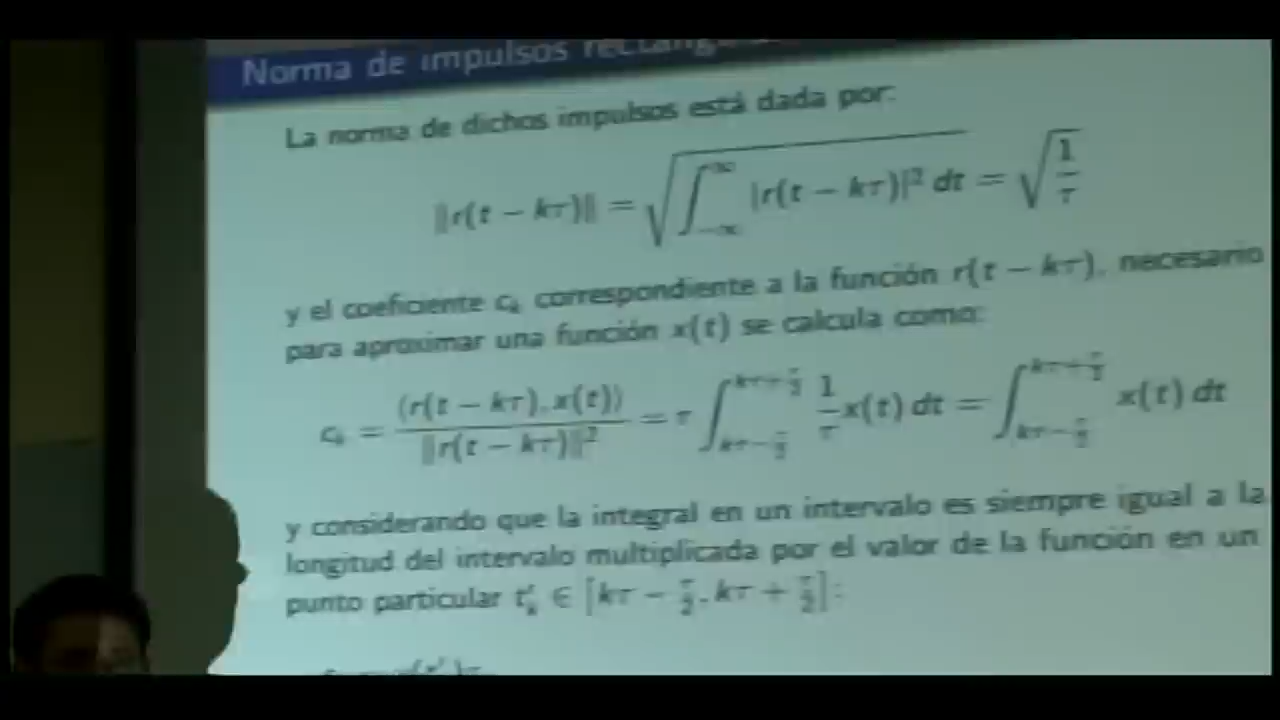 Norma de impulsos
La norma de dichos impulsos está dada por:
‖r(t − kτ)‖ = √(∫_{−∞}^{∞} |r(t − kτ)|² dt) = √(1/τ)
y el coeficiente c_k correspondiente a la función r(t − kτ), necesario
para aproximar una función x(t) se calcula como:
c_k = ⟨r(t − kτ), x(t)⟩ / ‖r(t − kτ)‖² = τ ∫_{kτ−τ/2}^{kτ+τ/2} (1/τ) x(t) dt = ∫_{kτ−τ/2}^{kτ+τ/2} x(t) dt
y considerando que la integral en un intervalo es siempre igual a la
longitud del intervalo multiplicada por el valor de la función en un
punto particular t′_k ∈ [kτ − τ/2, kτ + τ/2]: